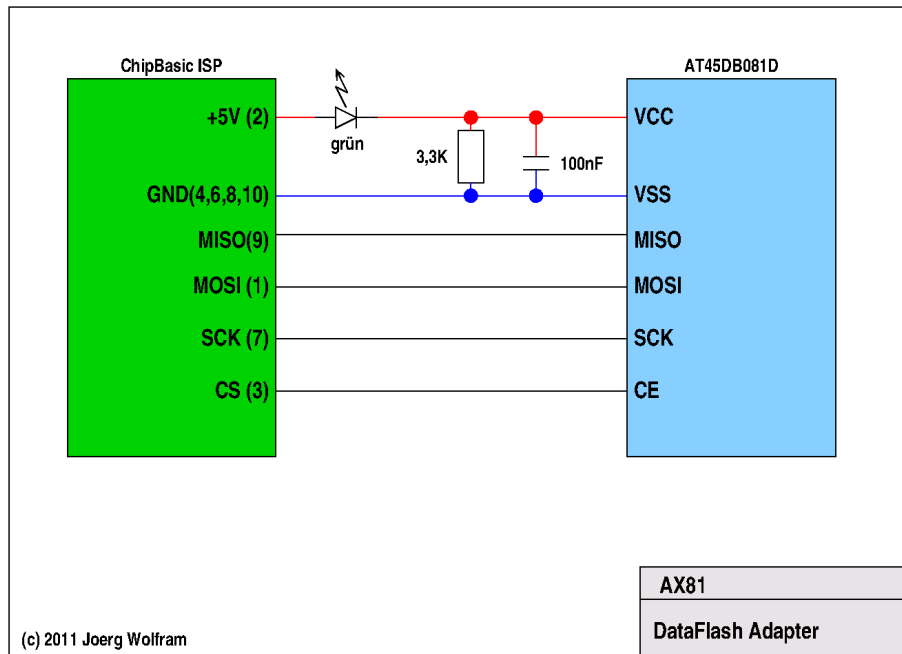 ChipBasic ISP
AT45DB081D
+5V (2)
VCC
grün
3,3K
100nF
GND(4,6,8,10)
VSS
MISO(9)
MISO
MOSI (1)
MOSI
SCK (7)
SCK
CS (3)
CE
AX81
DataFlash Adapter
(c) 2011 Joerg Wolfram